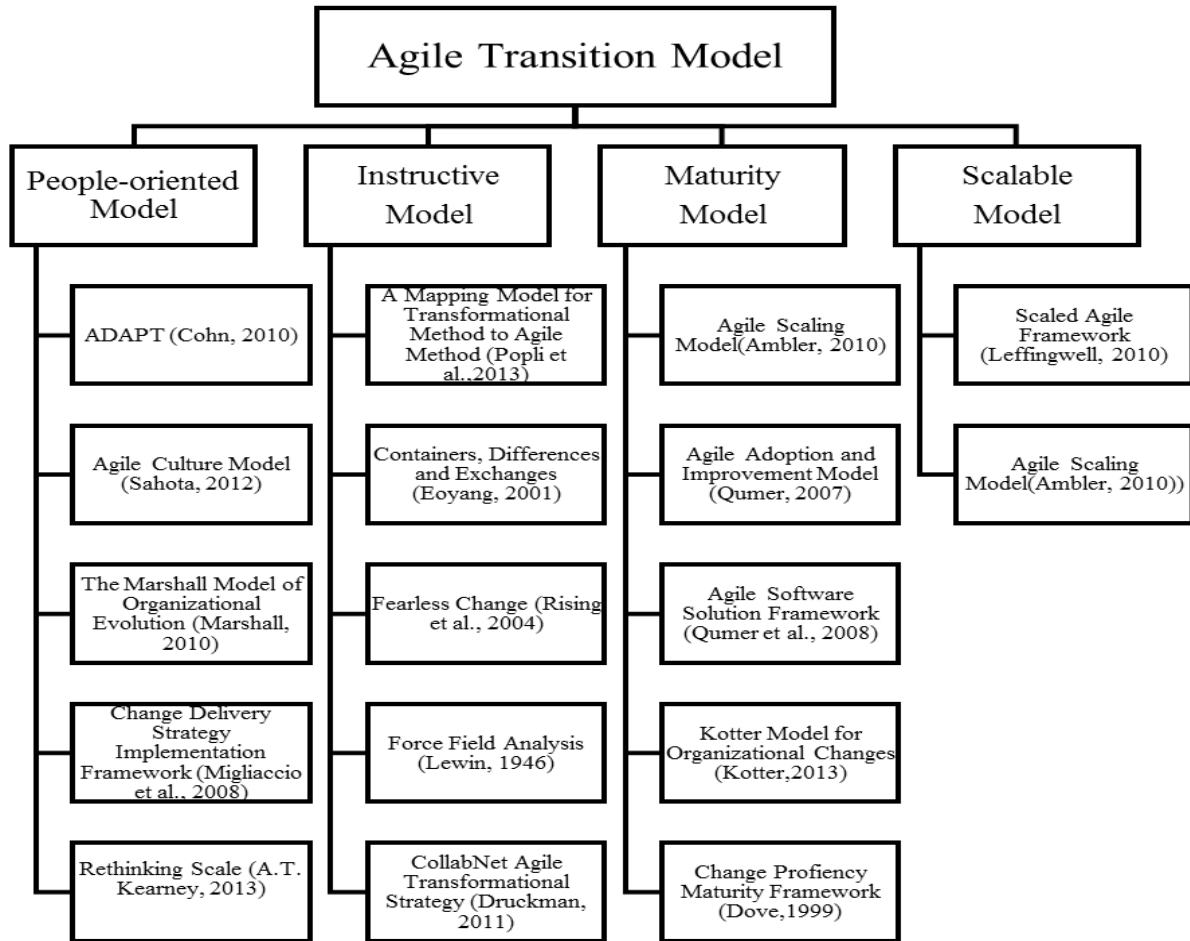 Agile Transition Model
People-oriented
Model
Instructive
Model
Maturity
Model
Scalable
Model
ADAPT (Cohn, 2010)
Agile Culture Model
(Sahota, 2012)
The Marshall Model of
Organizational
Evolution (Marshall,
2010)
Change Delivery
Strategy
Implementation
Framework (Migliaccio
et al., 2008)
Rethinking Scale (A.T.
Kearney, 2013)
A Mapping Model for
Transformational
Method to Agile
Method (Popli et
al.,2013)
Containers, Differences
and Exchanges
(Eoyang, 2001)
Fearless Change (Rising
et al., 2004)
Force Field Analysis
(Lewin, 1946)
CollabNet Agile
Transformational
Strategy (Druckman,
2011)
Agile Scaling
Model(Ambler, 2010)
Agile Adoption and
Improvement Model
(Qumer, 2007)
Agile Software
Solution Framework
(Qumer et al., 2008)
Kotter Model for
Organizational Changes
(Kotter,2013)
Change Profiency
Maturity Framework
(Dove,1999)
Scaled Agile
Framework
(Leffingwell, 2010)
Agile Scaling
Model(Ambler, 2010))